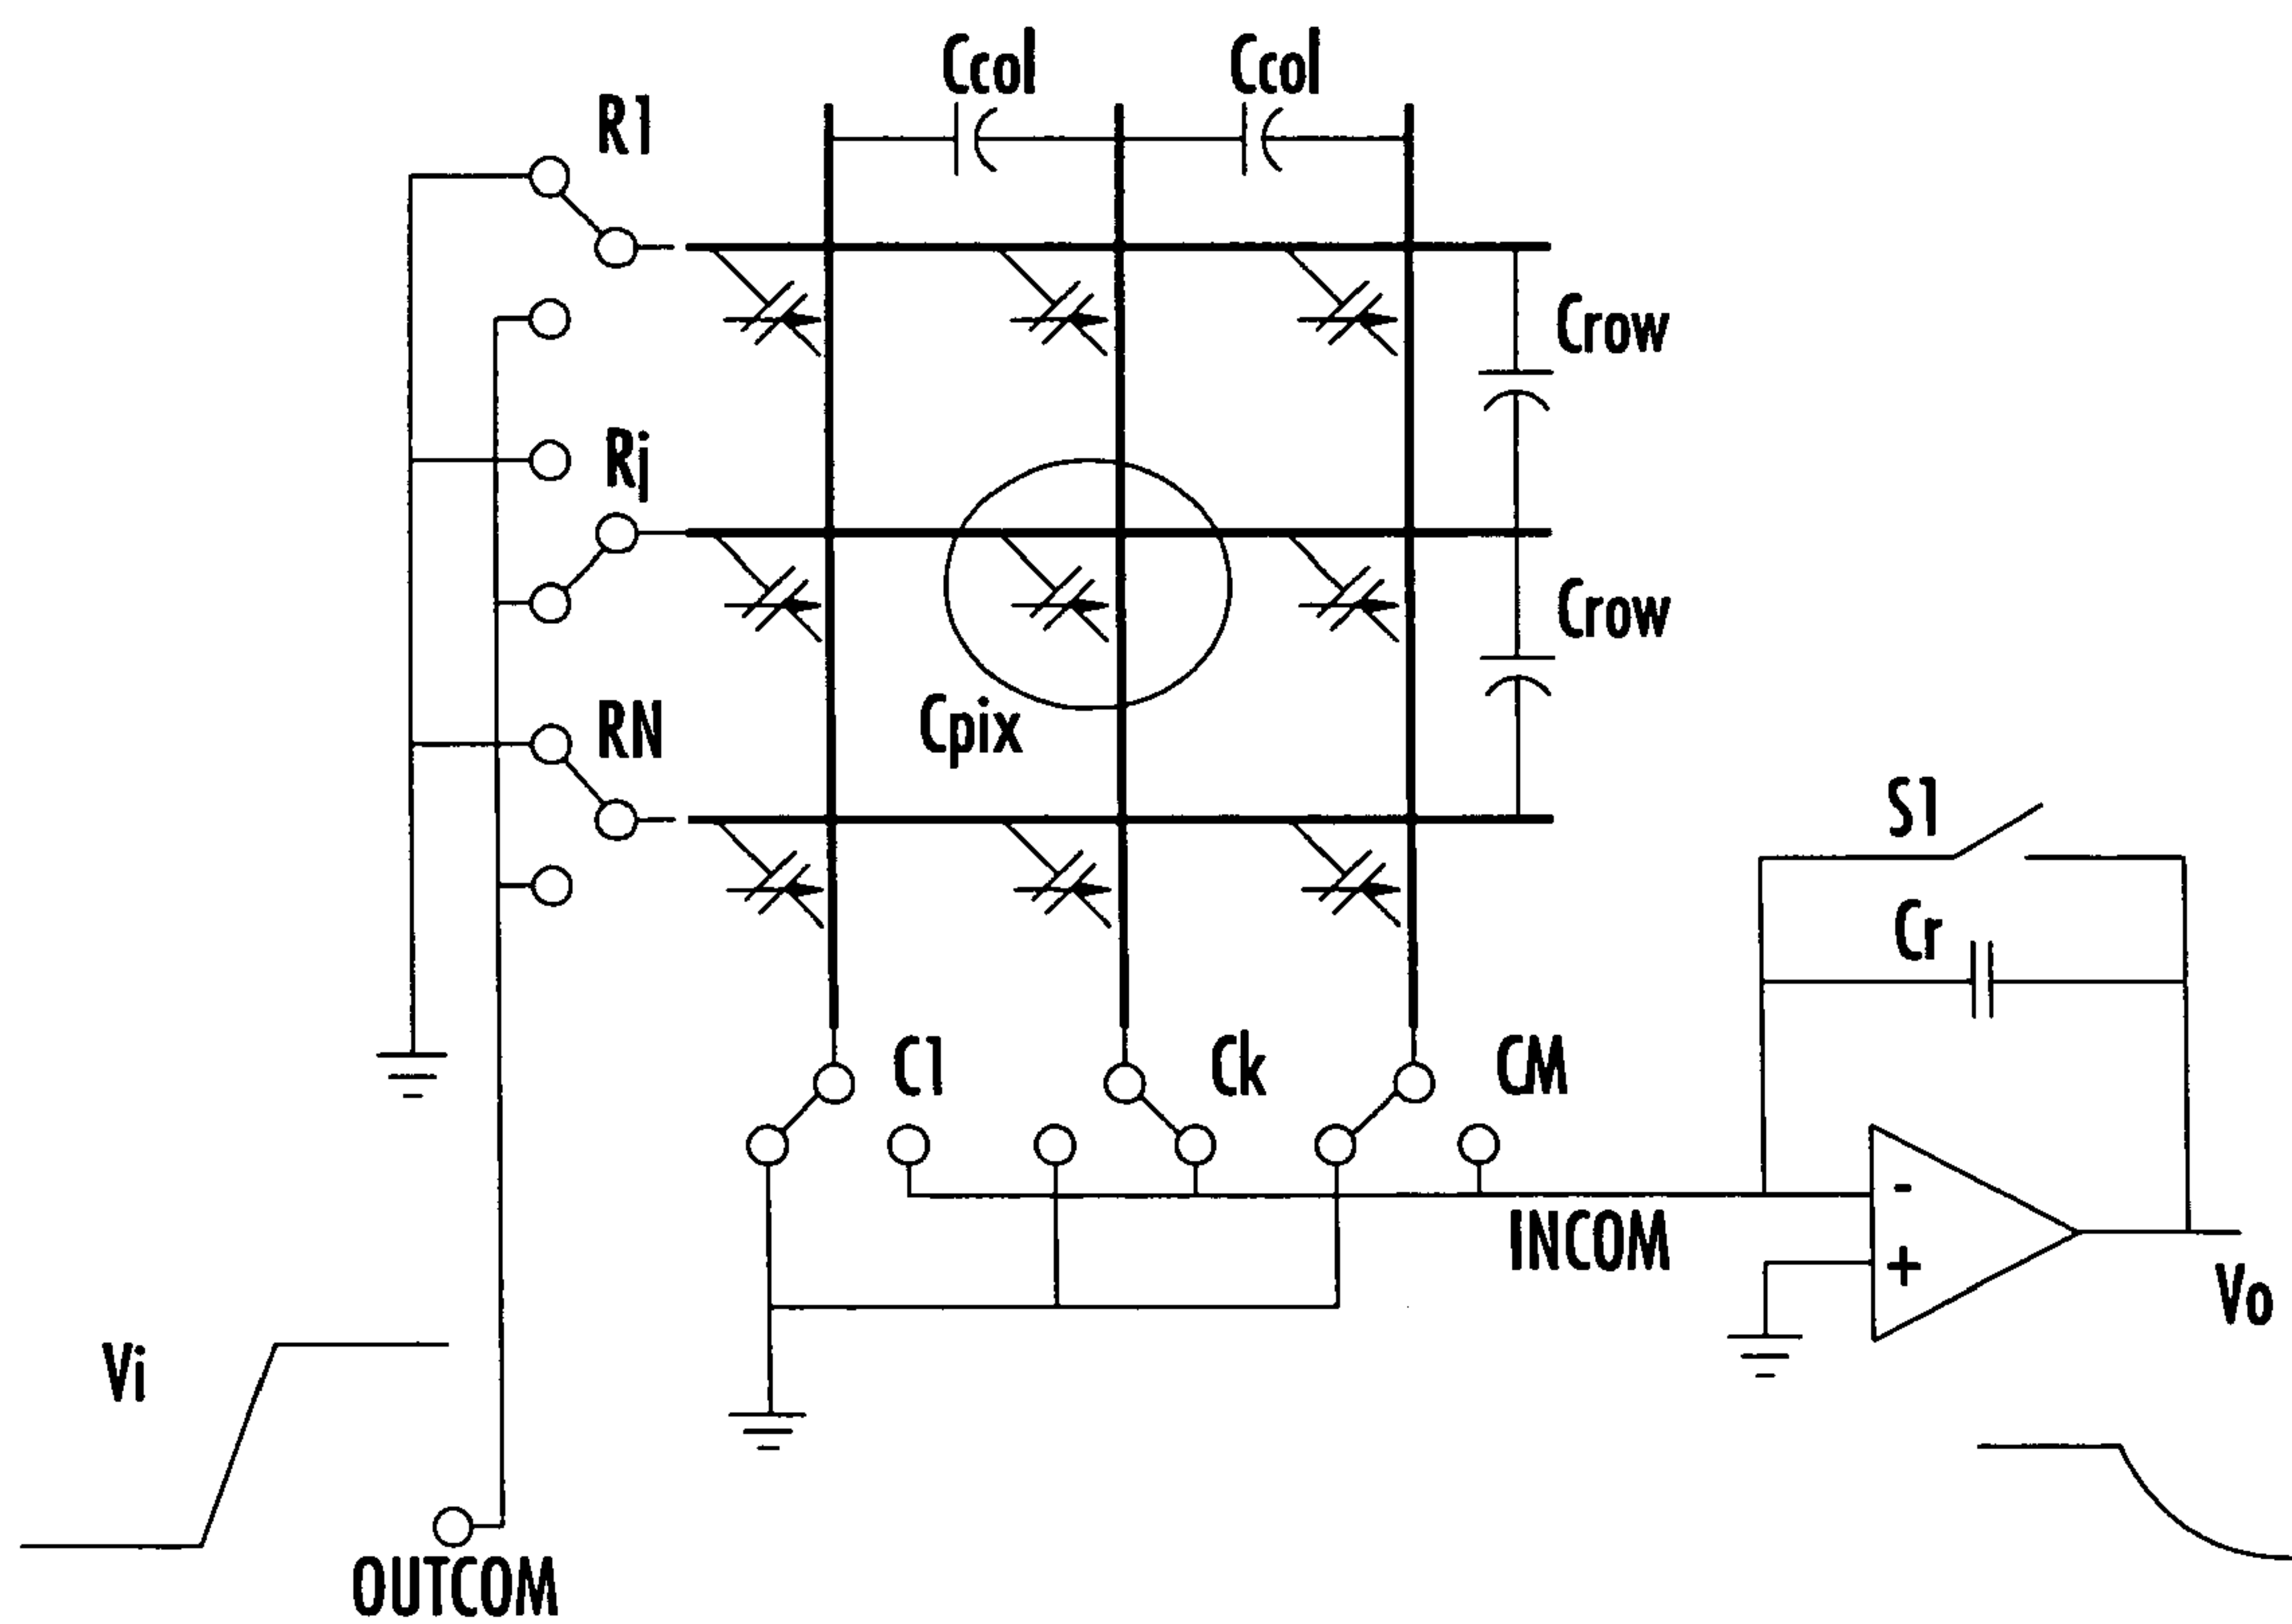 Ccol Ccol
R1
Crow
Rj
Crow
Cpix
RN
S1
Cr
C1 Ck CM
-
INCOM
+
Vo
Vi
OUTCOM